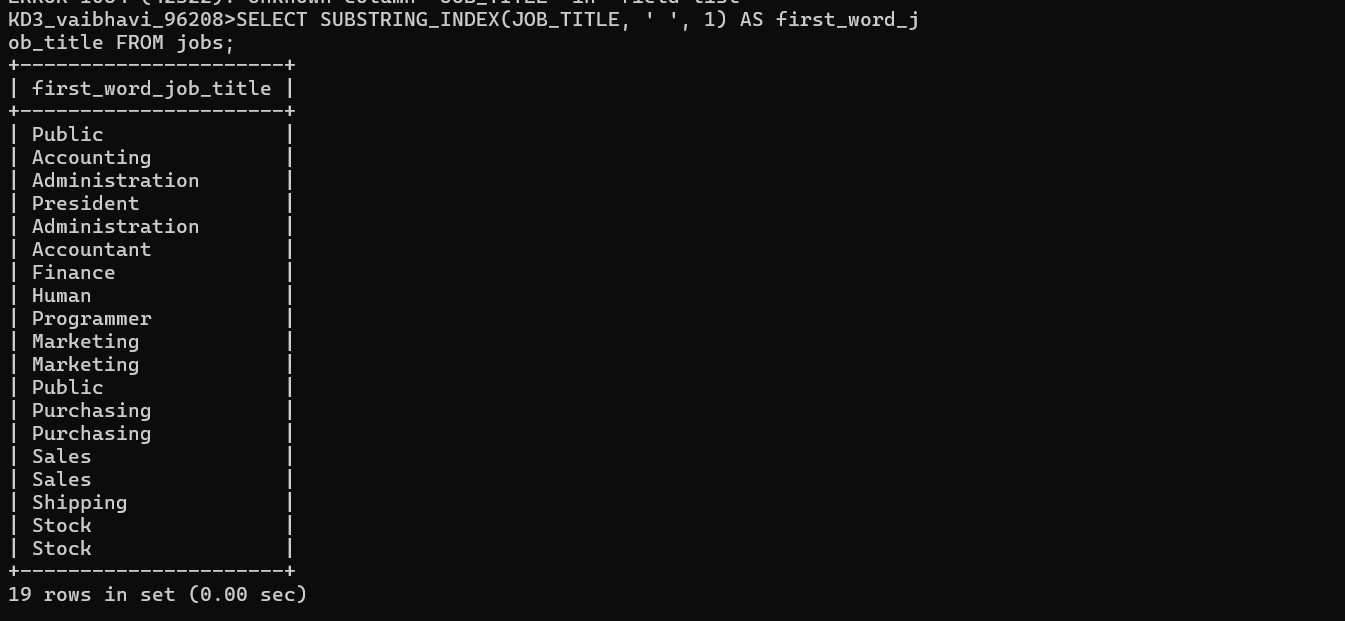 KD3_vaibhavi_96208>SELECT SUBSTRING_INDEX(JOB_TITLE, ' ', 1) AS first_word_j
ob_title FROM jobs;
+----------------------+
| first_word_job_title |
+----------------------+
| Public               |
| Accounting           |
| Administration       |
| President            |
| Administration       |
| Accountant           |
| Finance              |
| Human                |
| Programmer           |
| Marketing            |
| Marketing            |
| Public               |
| Purchasing           |
| Purchasing           |
| Sales                |
| Sales                |
| Shipping             |
| Stock                |
| Stock                |
+----------------------+
19 rows in set (0.00 sec)